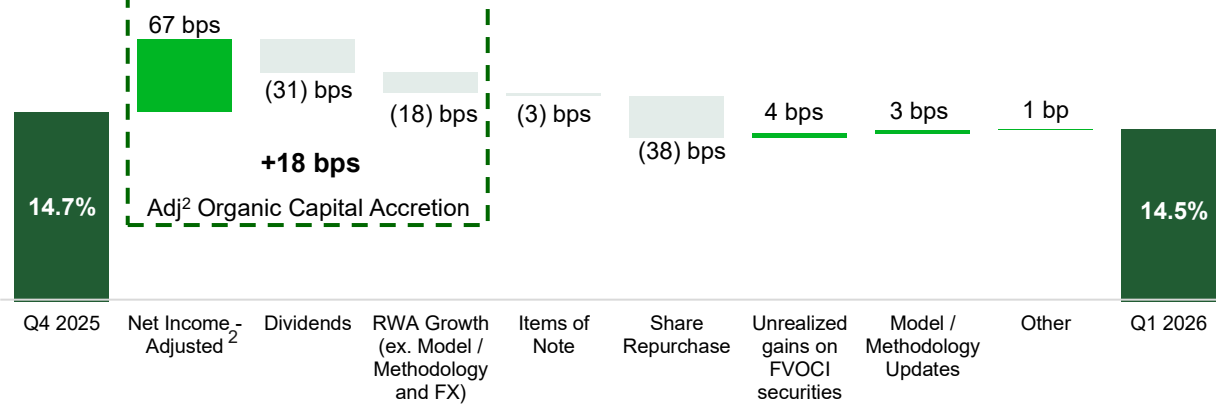 67 bps
(31) bps
(18) bps
(3) bps
(38) bps
4 bps
3 bps
1 bp
+18 bps
Adj² Organic Capital Accretion
14.7%
14.5%
Q4 2025
Net Income -
Adjusted ²
Dividends
RWA Growth
(ex. Model /
Methodology
and FX)
Items of
Note
Share
Repurchase
Unrealized
gains on
FVOCI
securities
Model /
Methodology
Updates
Other
Q1 2026